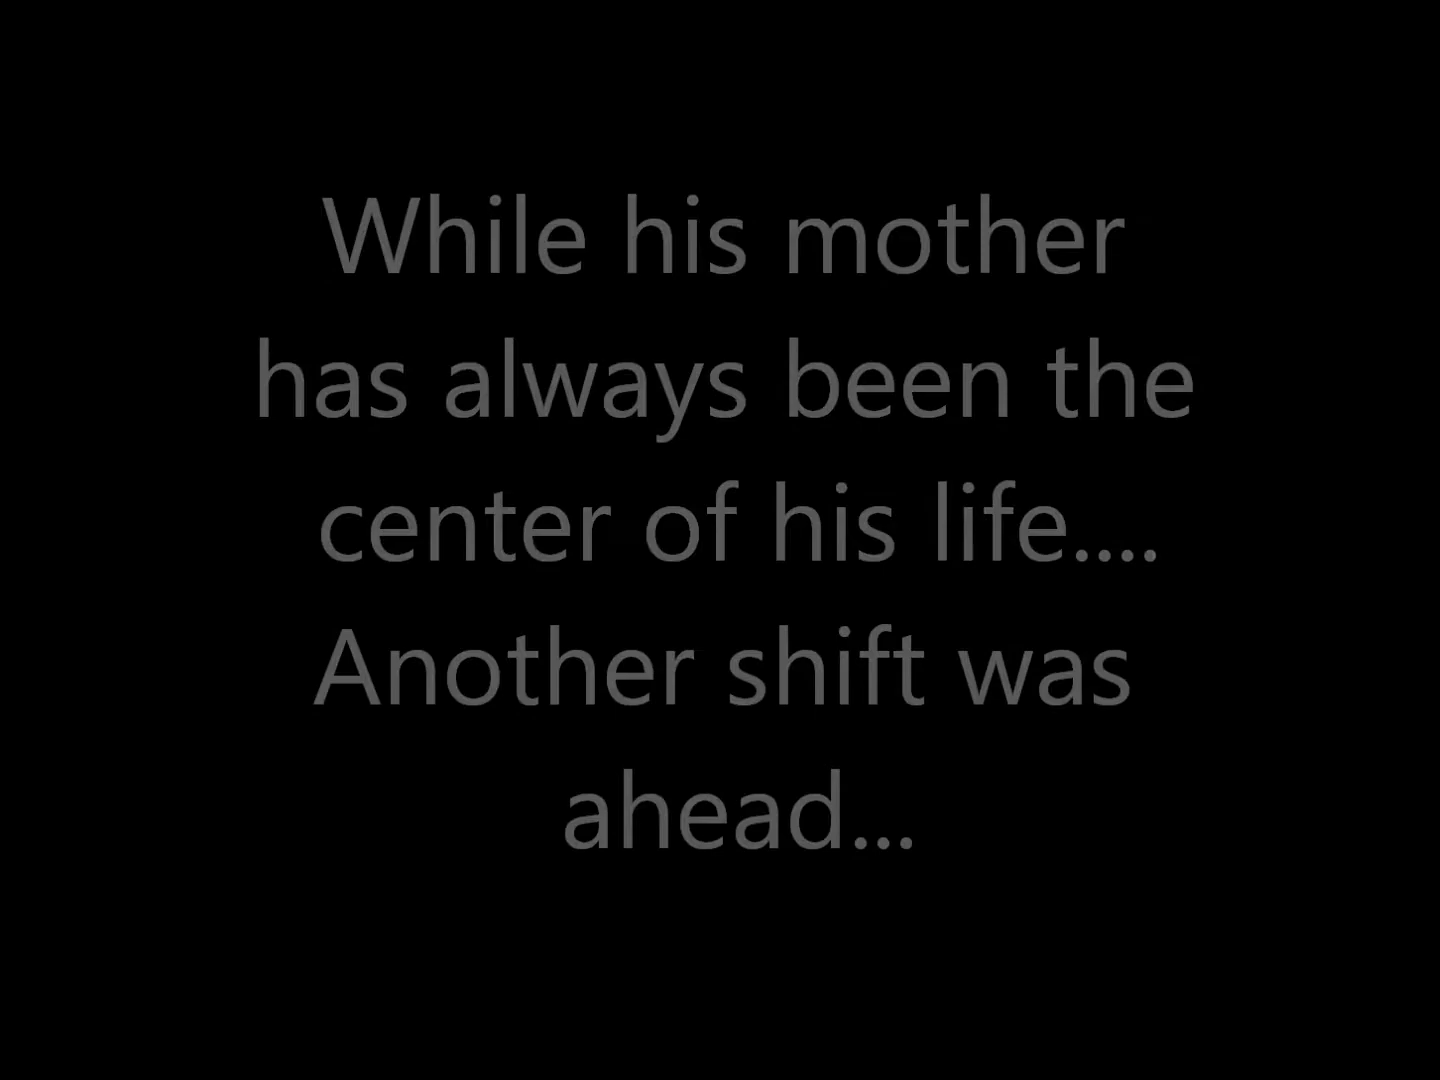 While his mother
has always been the
center of his life....
Another shift was
ahead...